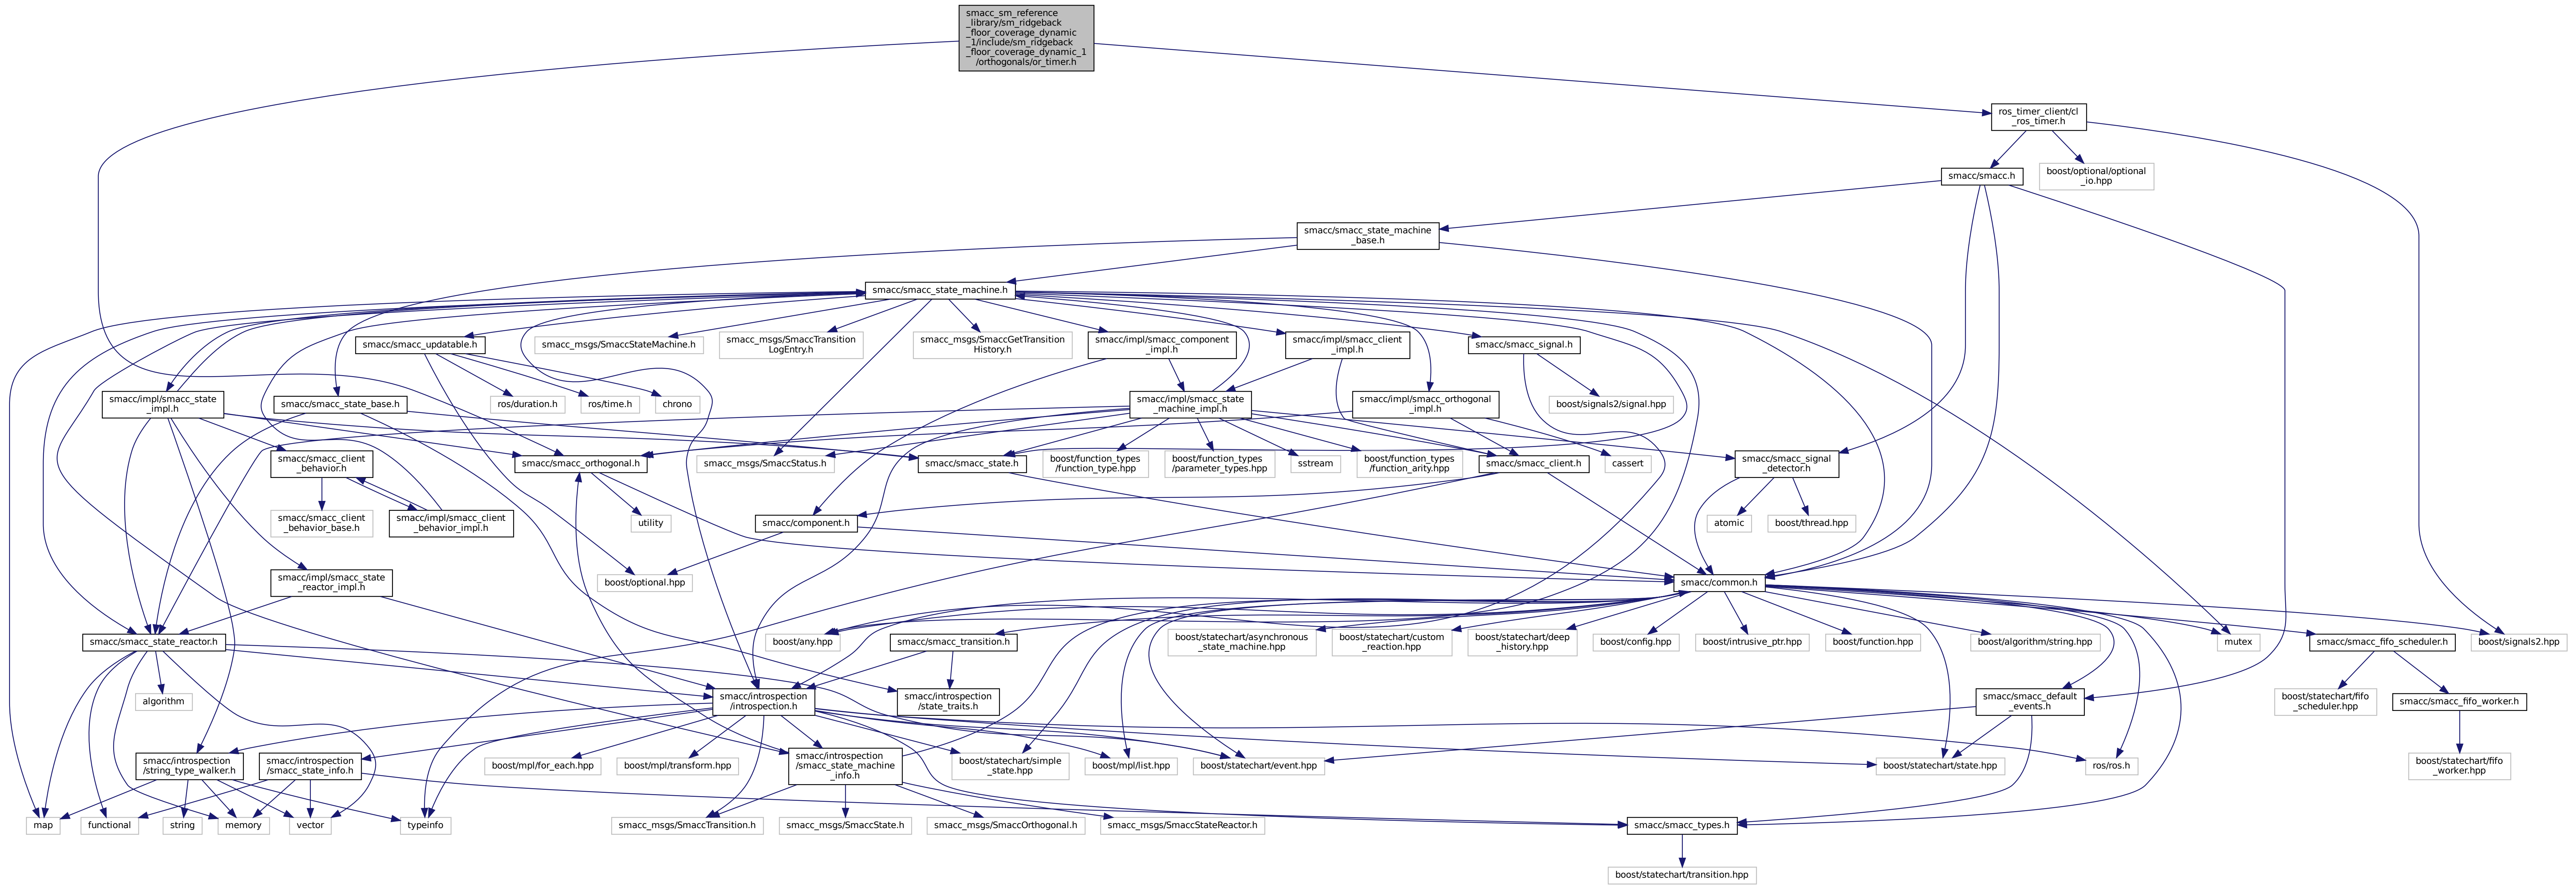 smacc_sm_reference
_library/sm_ridgeback
_floor_coverage_dynamic
_1/include/sm_ridgeback
_floor_coverage_dynamic_1
/orthogonals/or_timer.h
ros_timer_client/cl
_ros_timer.h
smacc/smacc.h
boost/optional/optional
_io.hpp
smacc/smacc_state_machine
_base.h
smacc/smacc_state_machine.h
smacc/smacc_updatable.h
smacc_msgs/SmaccStateMachine.h
smacc_msgs/SmaccTransition
LogEntry.h
smacc_msgs/SmaccGetTransition
History.h
smacc/impl/smacc_component
_impl.h
smacc/impl/smacc_client
_impl.h
smacc/smacc_signal.h
smacc/impl/smacc_state
_impl.h
smacc/smacc_state_base.h
ros/duration.h
ros/time.h
chrono
smacc/impl/smacc_state
_machine_impl.h
smacc/impl/smacc_orthogonal
_impl.h
boost/signals2/signal.hpp
smacc/smacc_client
_behavior.h
smacc/smacc_orthogonal.h
smacc_msgs/SmaccStatus.h
smacc/smacc_state.h
boost/function_types
/function_type.hpp
boost/function_types
/parameter_types.hpp
sstream
boost/function_types
/function_arity.hpp
smacc/smacc_client.h
cassert
smacc/smacc_signal
_detector.h
smacc/smacc_client
_behavior_base.h
smacc/impl/smacc_client
_behavior_impl.h
utility
smacc/component.h
atomic
boost/thread.hpp
smacc/impl/smacc_state
_reactor_impl.h
boost/optional.hpp
smacc/common.h
smacc/smacc_state_reactor.h
boost/any.hpp
smacc/smacc_transition.h
boost/statechart/asynchronous
_state_machine.hpp
boost/statechart/custom
_reaction.hpp
boost/statechart/deep
_history.hpp
boost/config.hpp
boost/intrusive_ptr.hpp
boost/function.hpp
boost/algorithm/string.hpp
mutex
smacc/smacc_fifo_scheduler.h
boost/signals2.hpp
algorithm
smacc/introspection
/introspection.h
smacc/introspection
/state_traits.h
smacc/smacc_default
_events.h
boost/statechart/fifo
_scheduler.hpp
smacc/smacc_fifo_worker.h
smacc/introspection
/string_type_walker.h
smacc/introspection
/smacc_state_info.h
boost/mpl/for_each.hpp
boost/mpl/transform.hpp
smacc/introspection
/smacc_state_machine
_info.h
boost/statechart/simple
_state.hpp
boost/mpl/list.hpp
boost/statechart/event.hpp
boost/statechart/state.hpp
ros/ros.h
boost/statechart/fifo
_worker.hpp
map
functional
string
memory
vector
typeinfo
smacc_msgs/SmaccTransition.h
smacc_msgs/SmaccState.h
smacc_msgs/SmaccOrthogonal.h
smacc_msgs/SmaccStateReactor.h
smacc/smacc_types.h
boost/statechart/transition.hpp